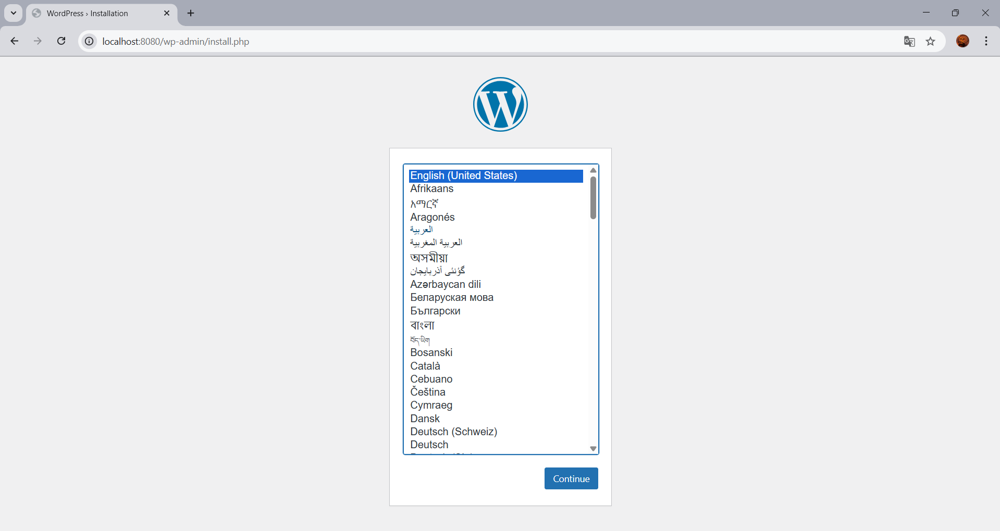 WordPress › Installation
localhost:8080/wp-admin/install.php
English (United States)
Afrikaans
አማርኛ
Aragonés
العربية
العربية المغربية
অসমীয়া
گؤنئی آذربایجان
Azərbaycan dili
Беларуская мова
Български
বাংলা
བོད་ཡིག
Bosanski
Català
Cebuano
Čeština
Cymraeg
Dansk
Deutsch (Schweiz)
Deutsch
Continue